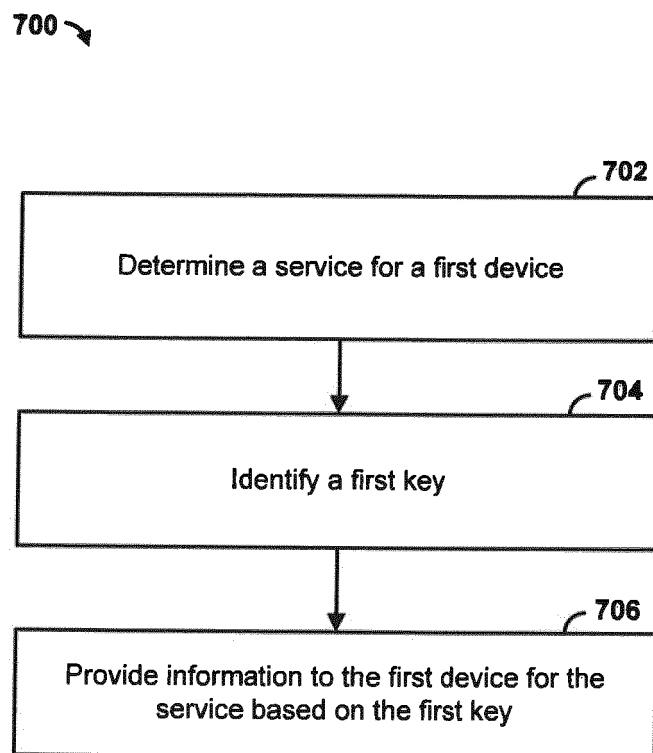 700
702
Determine a service for a first device
704
Identify a first key
706
Provide information to the first device for the
service based on the first key